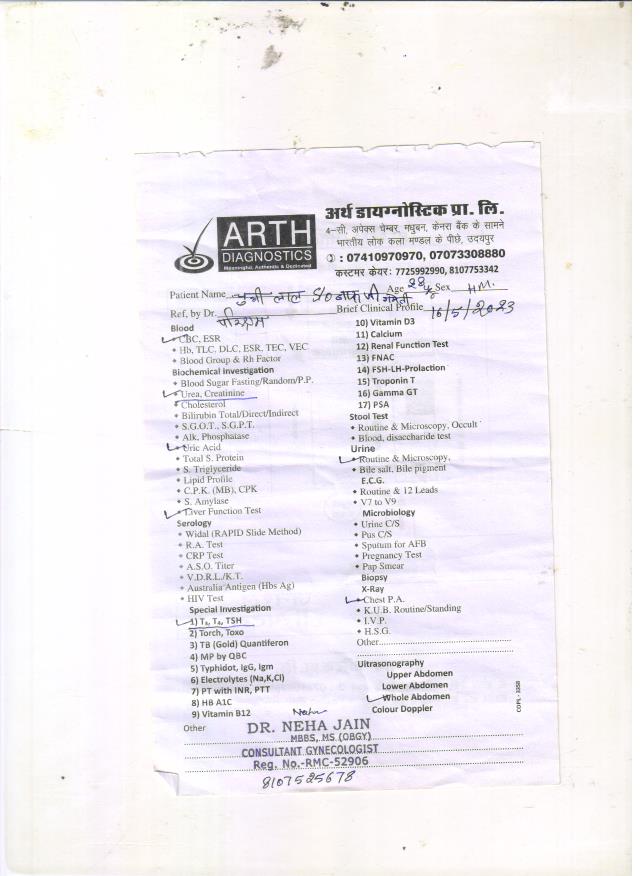 ARTH
DIAGNOSTICS
Meaningful, Authentic & Dedicated
अर्थ डायग्नोस्टिक प्रा. लि.
4-सी, अपेक्स चेम्बर, मधुबन, केनरा बैंक के सामने
भारतीय लोक कला मण्डल के पीछे, उदयपुर
: 07410970970, 07073308880
कस्टमर केयर: 7725992990, 8107753342
Patient Name लाल S/O Age 28 Sex M.
Ref, by Dr. Brief Clinical Profile 16/5/2023
Blood
CBC, ESR
Hb, TLC, DLC, ESR, TEC, VEC
Blood Group & Rh Factor
Biochemical Investigation
Blood Sugar Fasting/Random/P.P.
Urea, Creatinine
Cholesterol
Bilirubin Total/Direct/Indirect
S.G.O.T., S.G.P.T.
Alk, Phosphatase
Uric Acid
Total S. Protein
S. Triglyceride
Lipid Profile
C.P.K. (MB), CPK
S. Amylase
Liver Function Test
Serology
Widal (RAPID Slide Method)
R.A. Test
CRP Test
A.S.O. Titer
V.D.R.L./K.T.
Australia Antigen (Hbs Ag)
HIV Test
Special Investigation
1) T₃, T₄, TSH
2) Torch, Toxo
3) TB (Gold) Quantiferon
4) MP by QBC
5) Typhidot, IgG, Igm
6) Electrolytes (Na,K,Cl)
7) PT with INR, PTT
8) HB A1C
9) Vitamin B12
10) Vitamin D3
11) Calcium
12) Renal Function Test
13) FNAC
14) FSH-LH-Prolaction
15) Troponin T
16) Gamma GT
17) PSA
Stool Test
Routine & Microscopy, Occult
Blood, disaccharide test
Urine
Routine & Microscopy,
Bile salt, Bile pigment
E.C.G.
Routine & 12 Leads
V7 to V9
Microbiology
Urine C/S
Pus C/S
Sputum for AFB
Pregnancy Test
Pap Smear
Biopsy
X-Ray
Chest P.A.
K.U.B. Routine/Standing
I.V.P.
H.S.G.
Other
Ultrasonography
Upper Abdomen
Lower Abdomen
Whole Abdomen
Colour Doppler
COPL - 3258
Neha
Other
DR. NEHA JAIN
MBBS, MS (OBGY)
CONSULTANT GYNECOLOGIST
Reg. No.-RMC-52906
8107525678